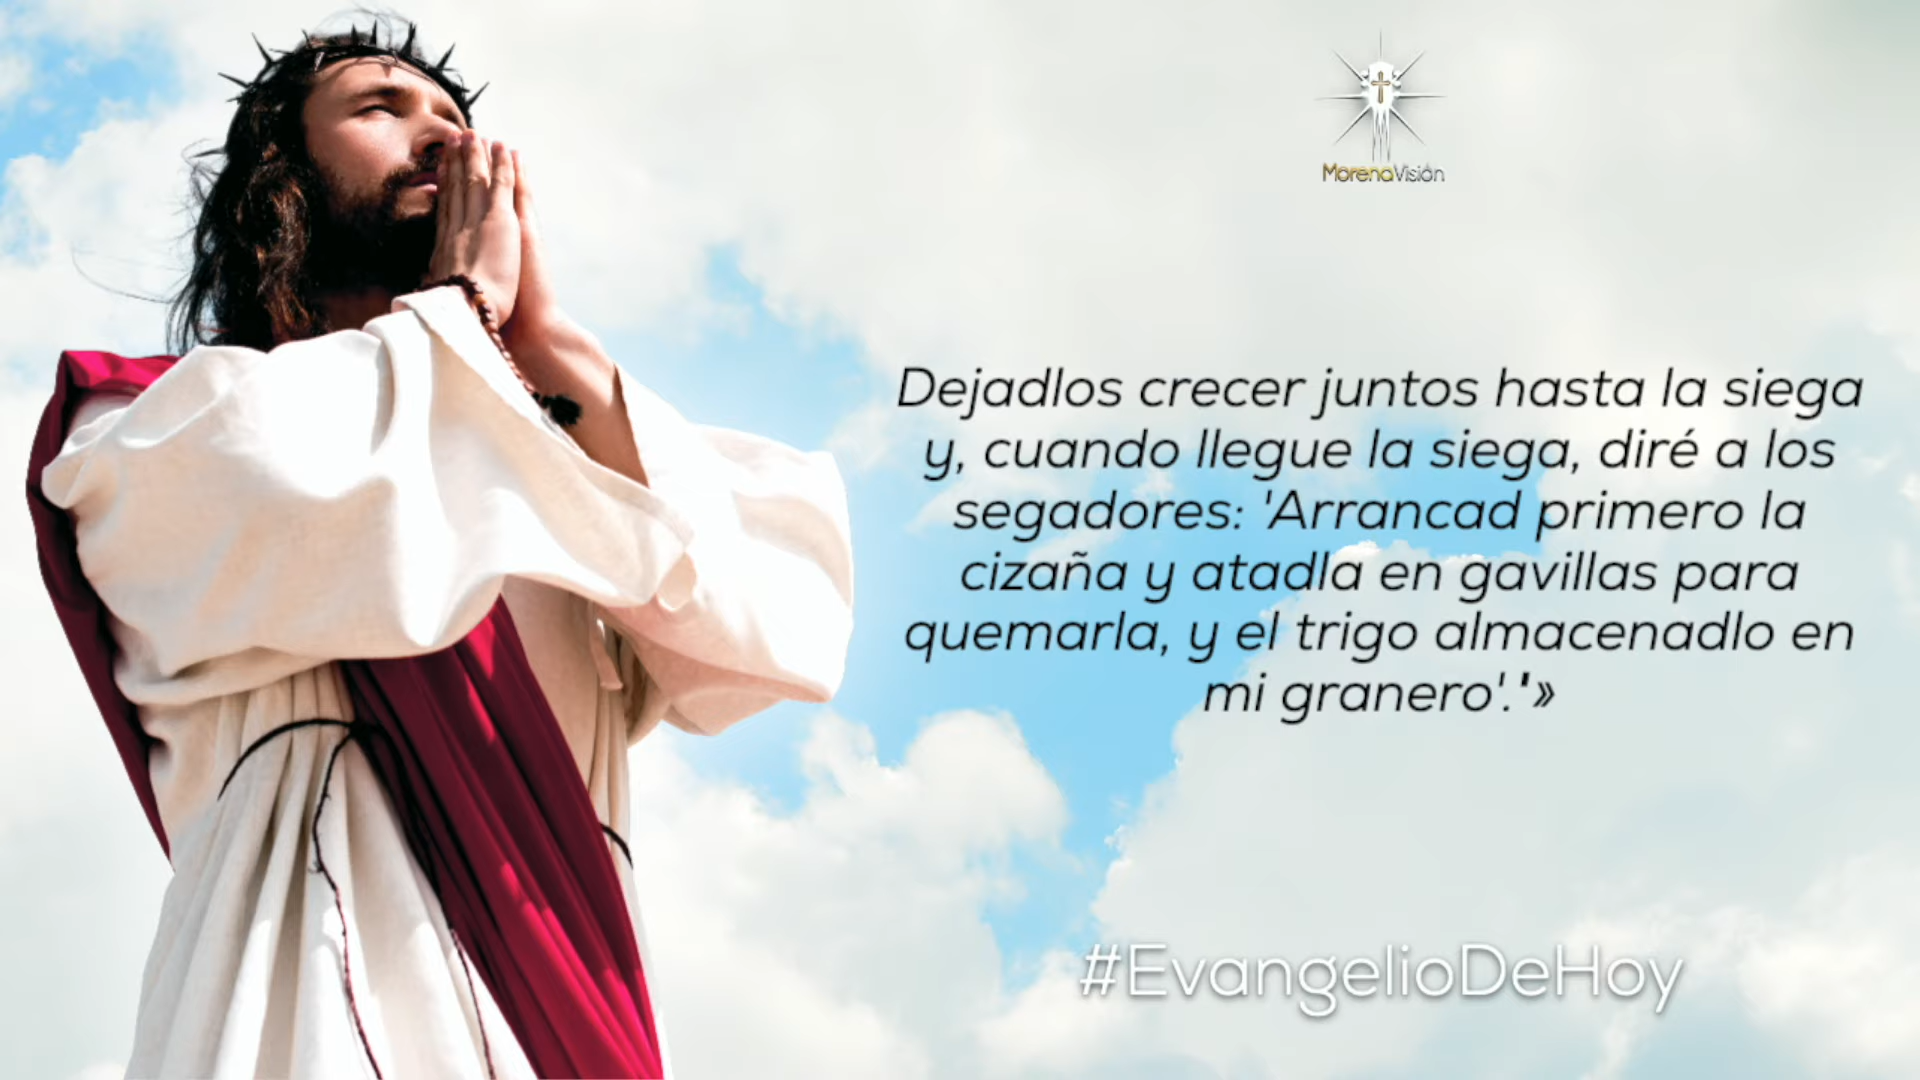 MorenaVisión
Dejadlos crecer juntos hasta la siega
y, cuando llegue la siega, diré a los
segadores: 'Arrancad primero la
cizaña y atadla en gavillas para
quemarla, y el trigo almacenadlo en
mi granero'."»
#EvangelioDeHoy